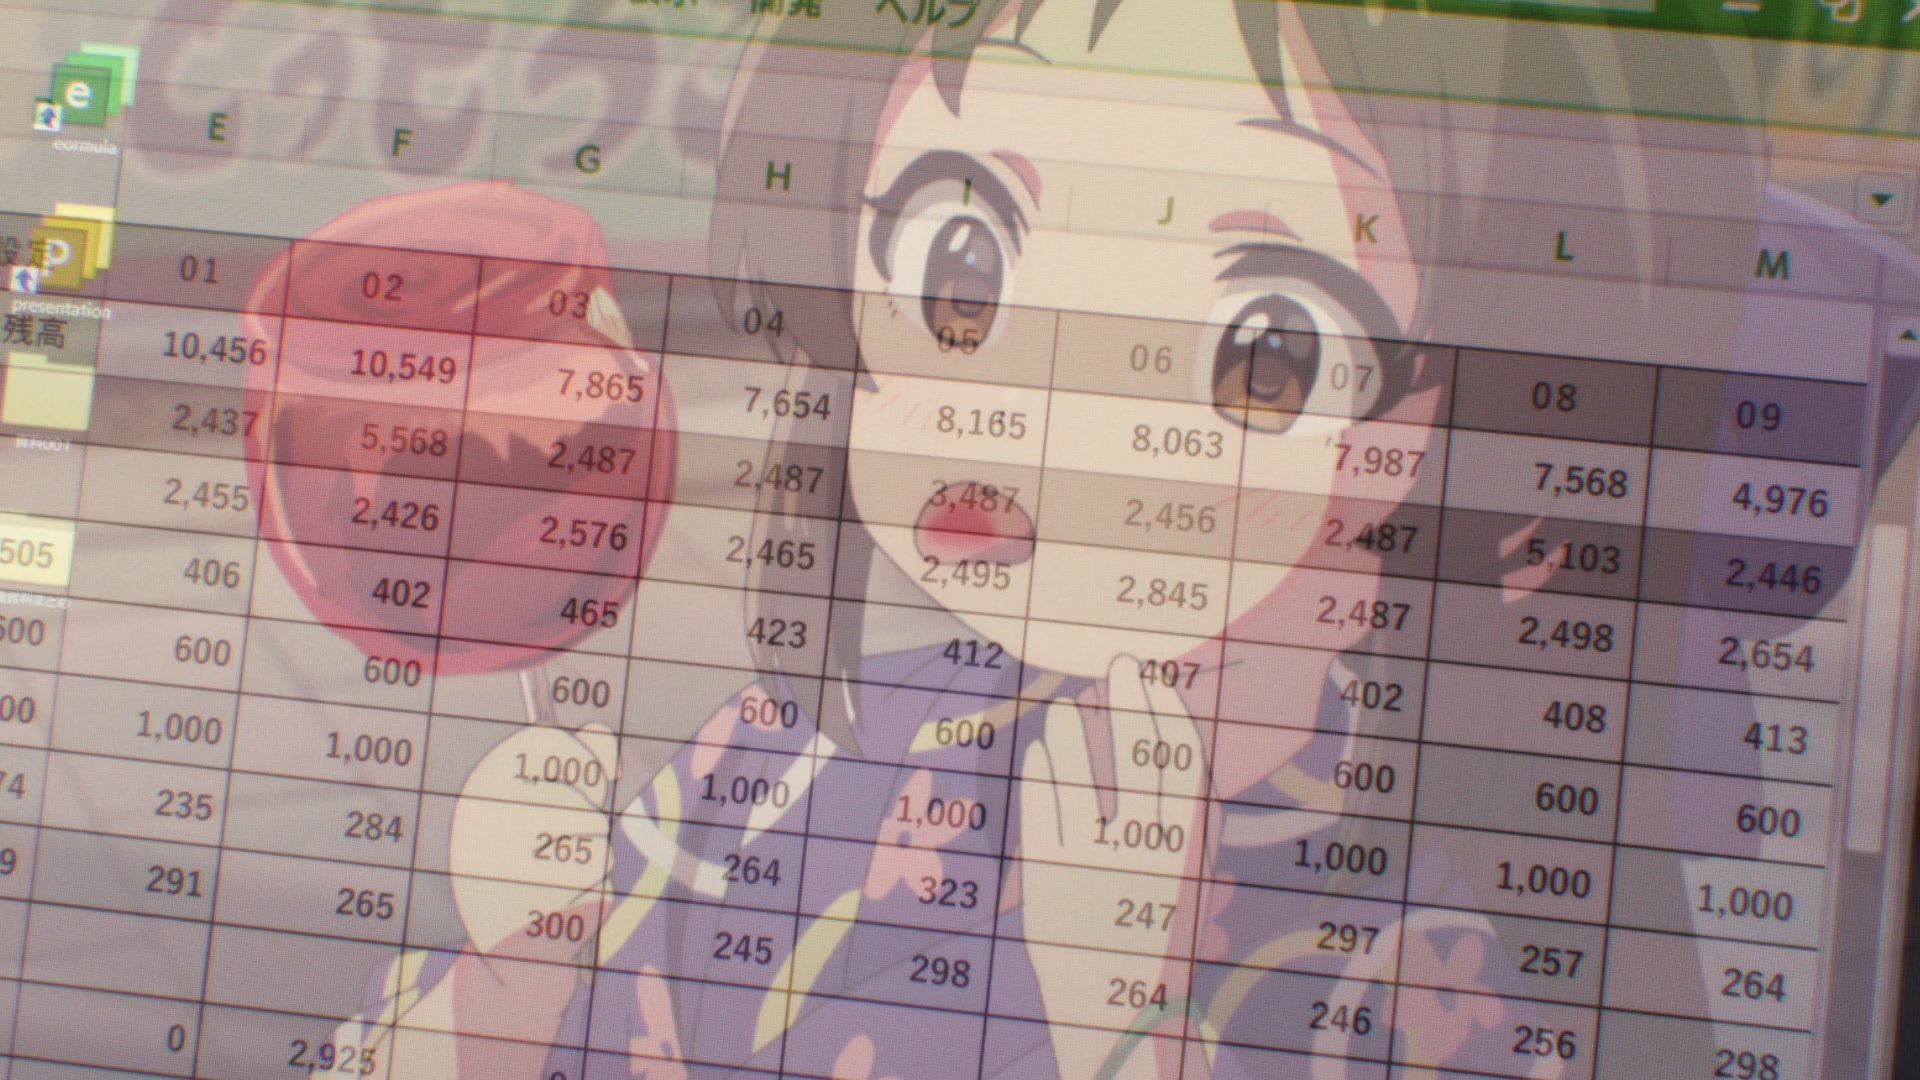 開発 ヘルプ
eormula
E F G H I J K L M
presentation
設定 01 02 03 04 05 06 07 08 09
残高 10,456 10,549 7,865 7,654 8,165 8,063 7,987 7,568 4,976
2,437 5,568 2,487 2,487 3,487 2,456 2,487 5,103 2,446
2,455 2,426 2,576 2,465 2,495 2,845 2,487 2,498 2,654
505 406 402 465 423 412 407 402 408 413
600 600 600 600 600 600 600 600 600 600
00 1,000 1,000 1,000 1,000 1,000 1,000 1,000 1,000 1,000
74 235 284 265 264 323 247 297 257 264
9 291 265 300 245 298 264 246 256 298
0 2,925